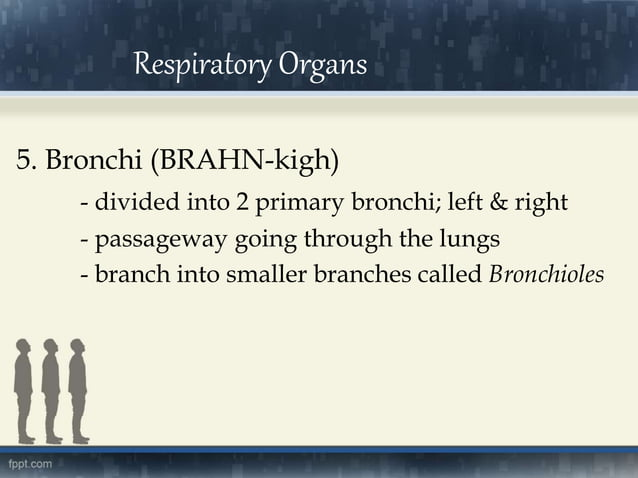 Respiratory Organs
5. Bronchi (BRAHN-kigh)
- divided into 2 primary bronchi; left & right
- passageway going through the lungs
- branch into smaller branches called Bronchioles
fppt.com